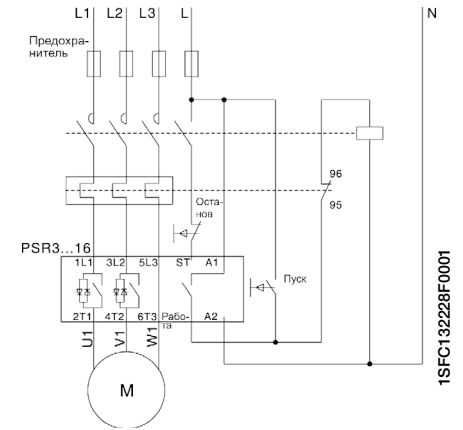 L1 L2 L3 L N
Предохра-
нитель
96
95
Оста-
нов
PSR3...16
1L1 3L2 5L3 ST A1
Пуск
2T1 4T2 6T3 Рабо-
та
A2
U1
V1
W1
M
1SFC132228F0001